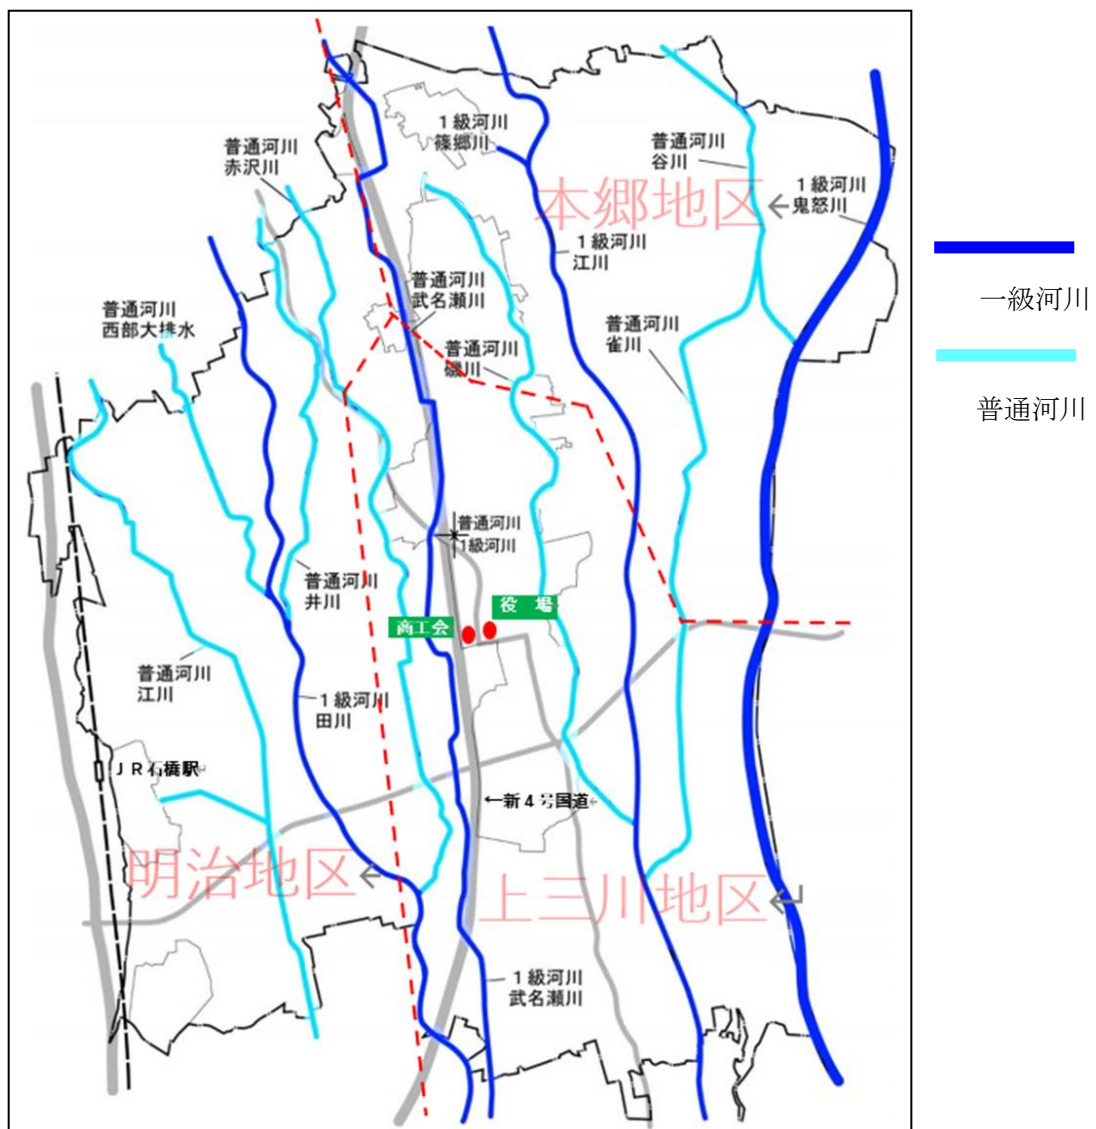 1級河川
篠郷川
普通河川
赤沢川
普通河川
谷川
1級河川
鬼怒川
本郷地区
1級河川
江川
一級河川
普通河川
武名瀬川
普通河川
西部大排水
普通河川
雀川
普通河川
磯川
普通河川
普通河川
1級河川
普通河川
井川
役場
商工会
普通河川
江川
1級河川
田川
JR石橋駅
←新4号国道
明治地区
上三川地区
1級河川
武名瀬川